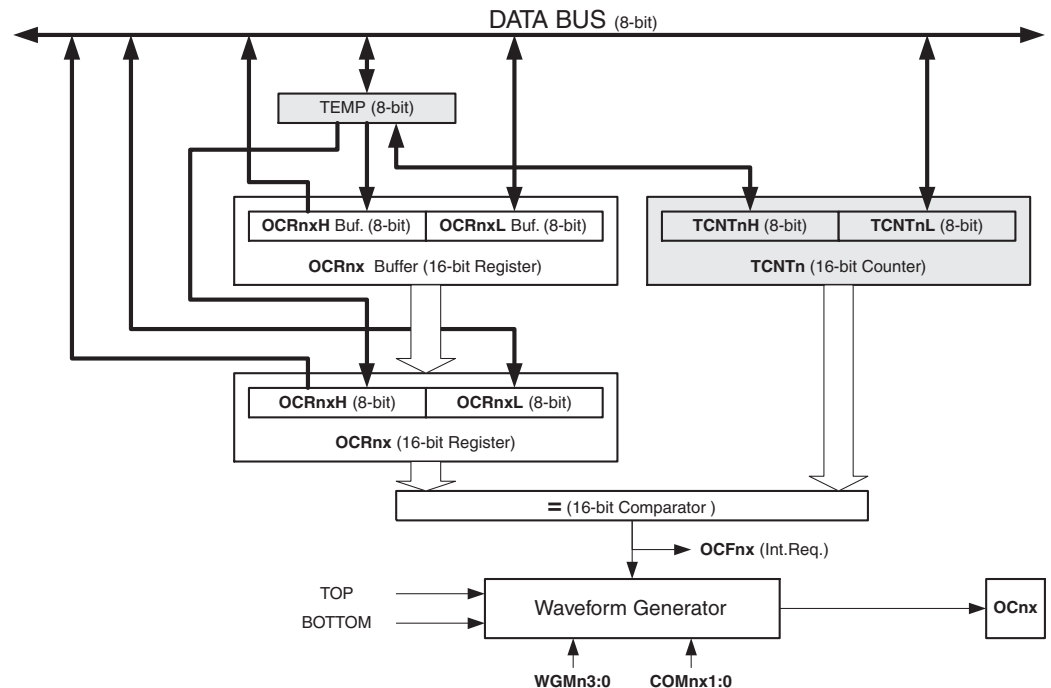 DATA BUS (8-bit)
TEMP (8-bit)
OCRnxH Buf. (8-bit)
OCRnxL Buf. (8-bit)
OCRnx Buffer (16-bit Register)
TCNTnH (8-bit)
TCNTnL (8-bit)
TCNTn (16-bit Counter)
OCRnxH (8-bit)
OCRnxL (8-bit)
OCRnx (16-bit Register)
= (16-bit Comparator )
OCFnx (Int.Req.)
TOP
BOTTOM
Waveform Generator
OCnx
WGMn3:0
COMnx1:0